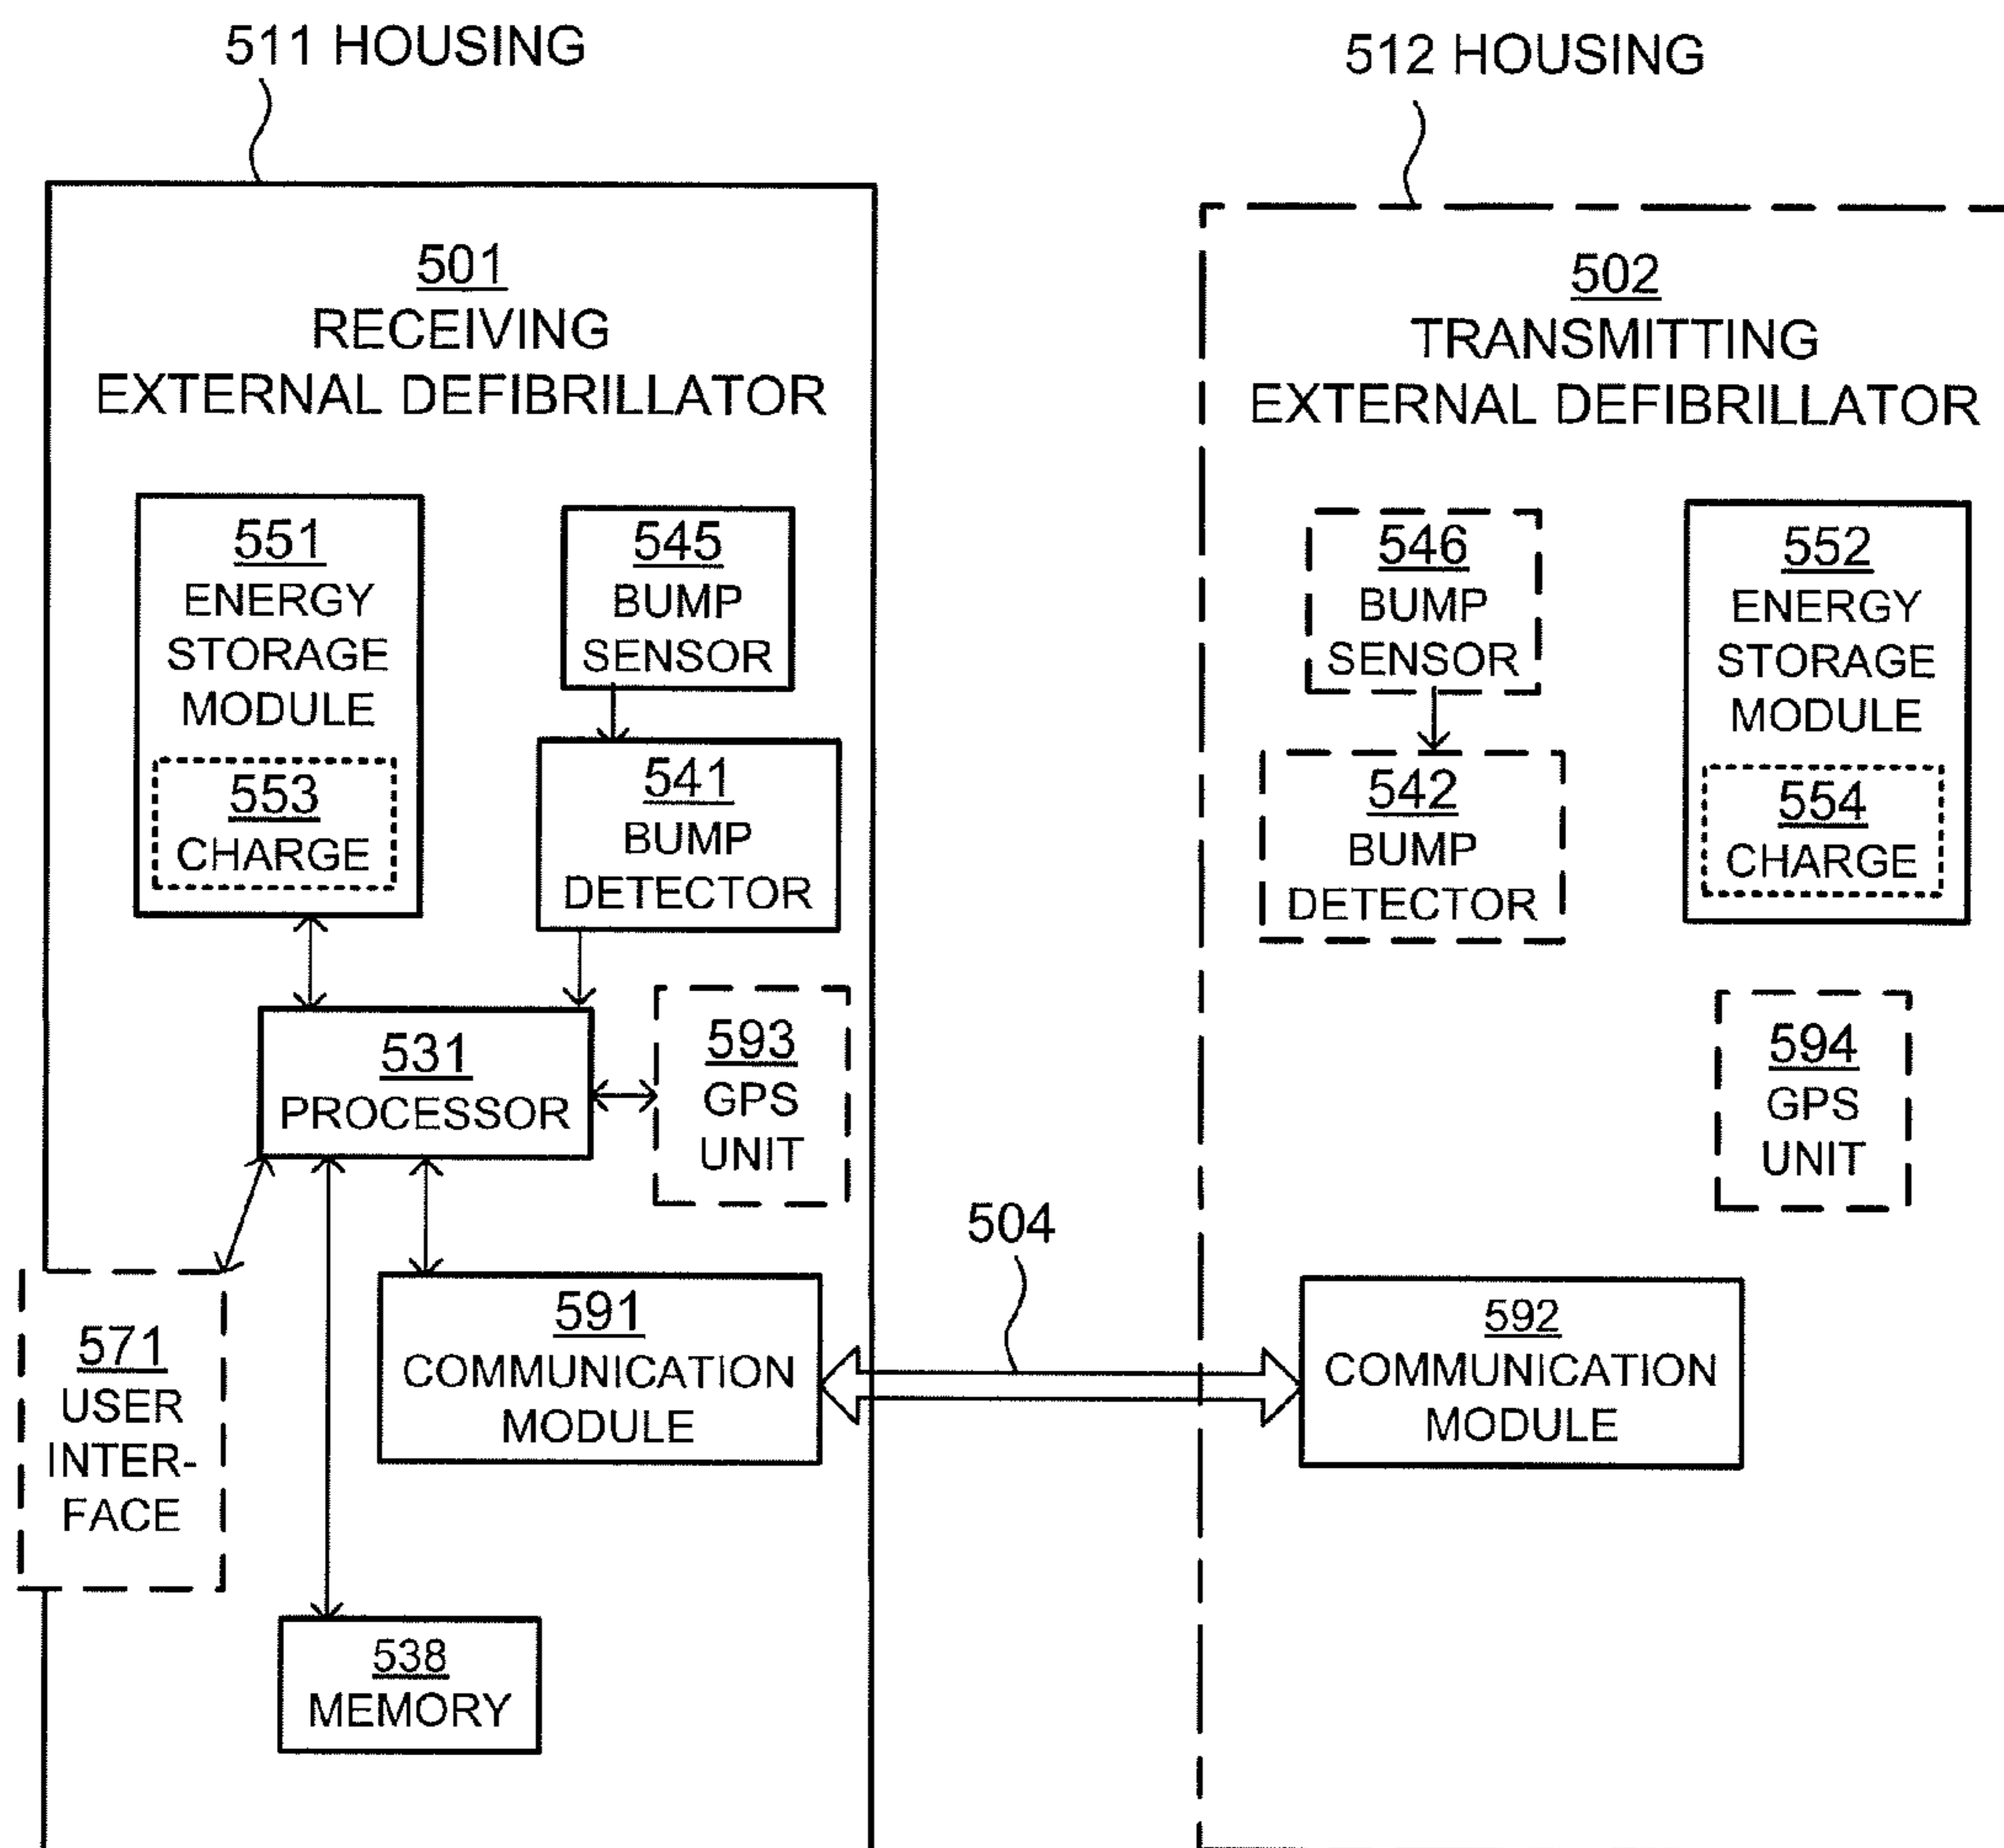 511 HOUSING
512 HOUSING
501
RECEIVING
EXTERNAL DEFIBRILLATOR
551
ENERGY
STORAGE
MODULE
553
CHARGE
545
BUMP
SENSOR
541
BUMP
DETECTOR
531
PROCESSOR
593
GPS
UNIT
571
USER
INTER-
FACE
591
COMMUNICATION
MODULE
538
MEMORY
504
502
TRANSMITTING
EXTERNAL DEFIBRILLATOR
546
BUMP
SENSOR
542
BUMP
DETECTOR
552
ENERGY
STORAGE
MODULE
554
CHARGE
594
GPS
UNIT
592
COMMUNICATION
MODULE